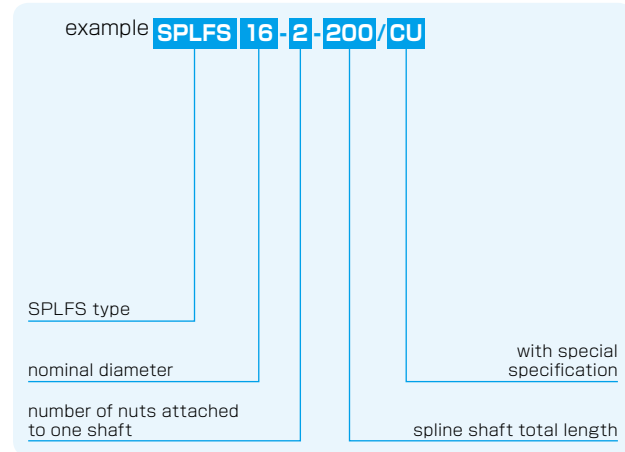 example SPLFS 16-2-200/CU
SPLFS type
nominal diameter
with special
specification
number of nuts attached
to one shaft
spline shaft total length